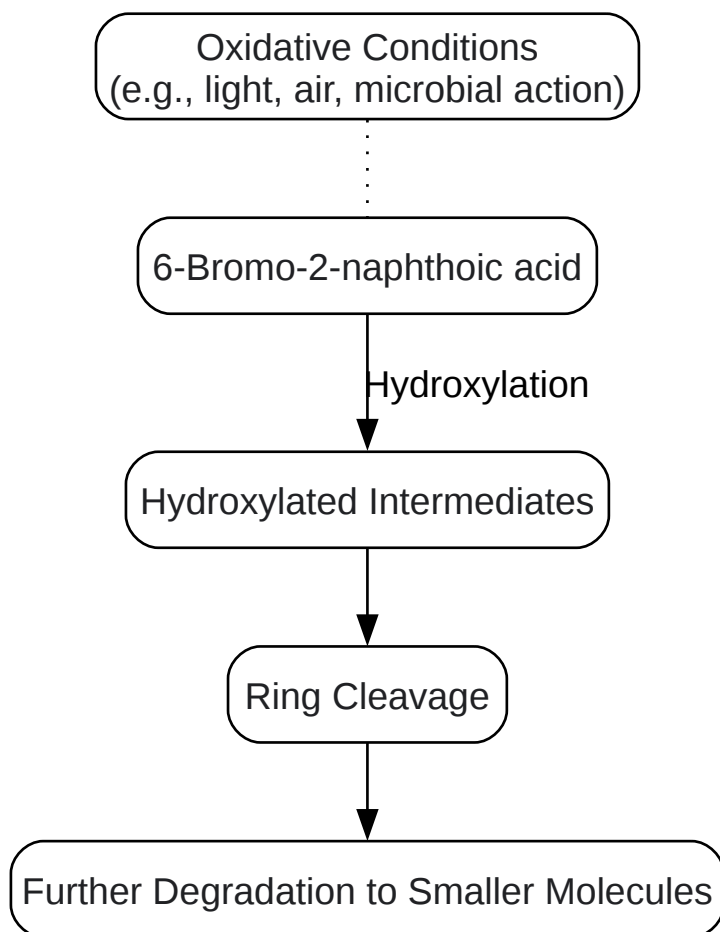 Oxidative Conditions
(e.g., light, air, microbial action)
6-Bromo-2-naphthoic acid
Hydroxylation
Hydroxylated Intermediates
Ring Cleavage
Further Degradation to Smaller Molecules